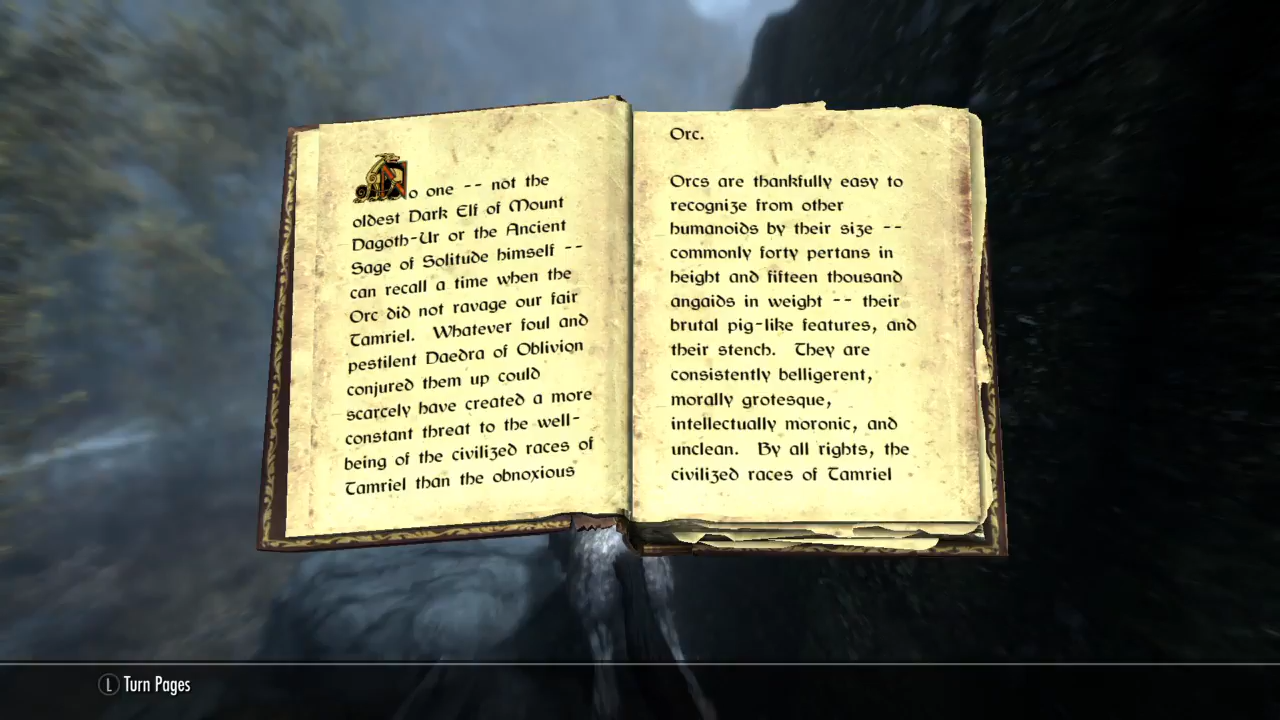 No one -- not the
oldest Dark Elf of Mount
Dagoth-Ur or the Ancient
Sage of Solitude himself --
can recall a time when the
Orc did not ravage our fair
Tamriel. Whatever foul and
pestilent Daedra of Oblivion
conjured them up could
scarcely have created a more
constant threat to the well-
being of the civilized races of
Tamriel than the obnoxious
Orc.
Orcs are thankfully easy to
recognize from other
humanoids by their size --
commonly forty pertans in
height and fifteen thousand
angaids in weight -- their
brutal pig-like features, and
their stench. They are
consistently belligerent,
morally grotesque,
intellectually moronic, and
unclean. By all rights, the
civilized races of Tamriel
L Turn Pages